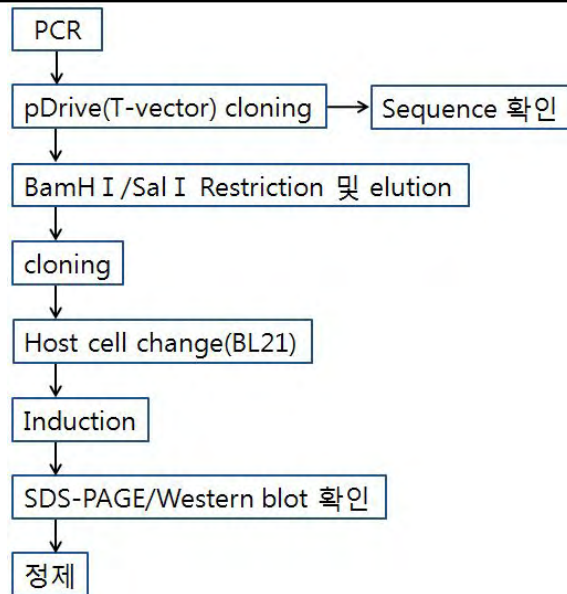 PCR
pDrive(T-vector) cloning
Sequence 확인
BamH Ⅰ/Sal Ⅰ Restriction 및 elution
cloning
Host cell change(BL21)
Induction
SDS-PAGE/Western blot 확인
정제